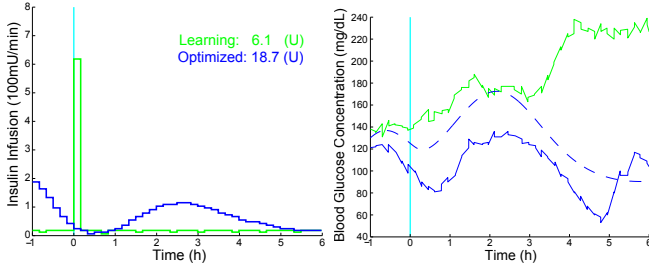 Insulin Infusion (100mU/min)
8
7
6
5
4
3
2
1
0
Learning: 6.1 (U)
Optimized: 18.7 (U)
−1 0 1 2 3 4 5 6
Time (h)
Blood Glucose Concentration (mg/dL)
240
220
200
180
160
140
120
100
80
60
40
−1 0 1 2 3 4 5 6
Time (h)